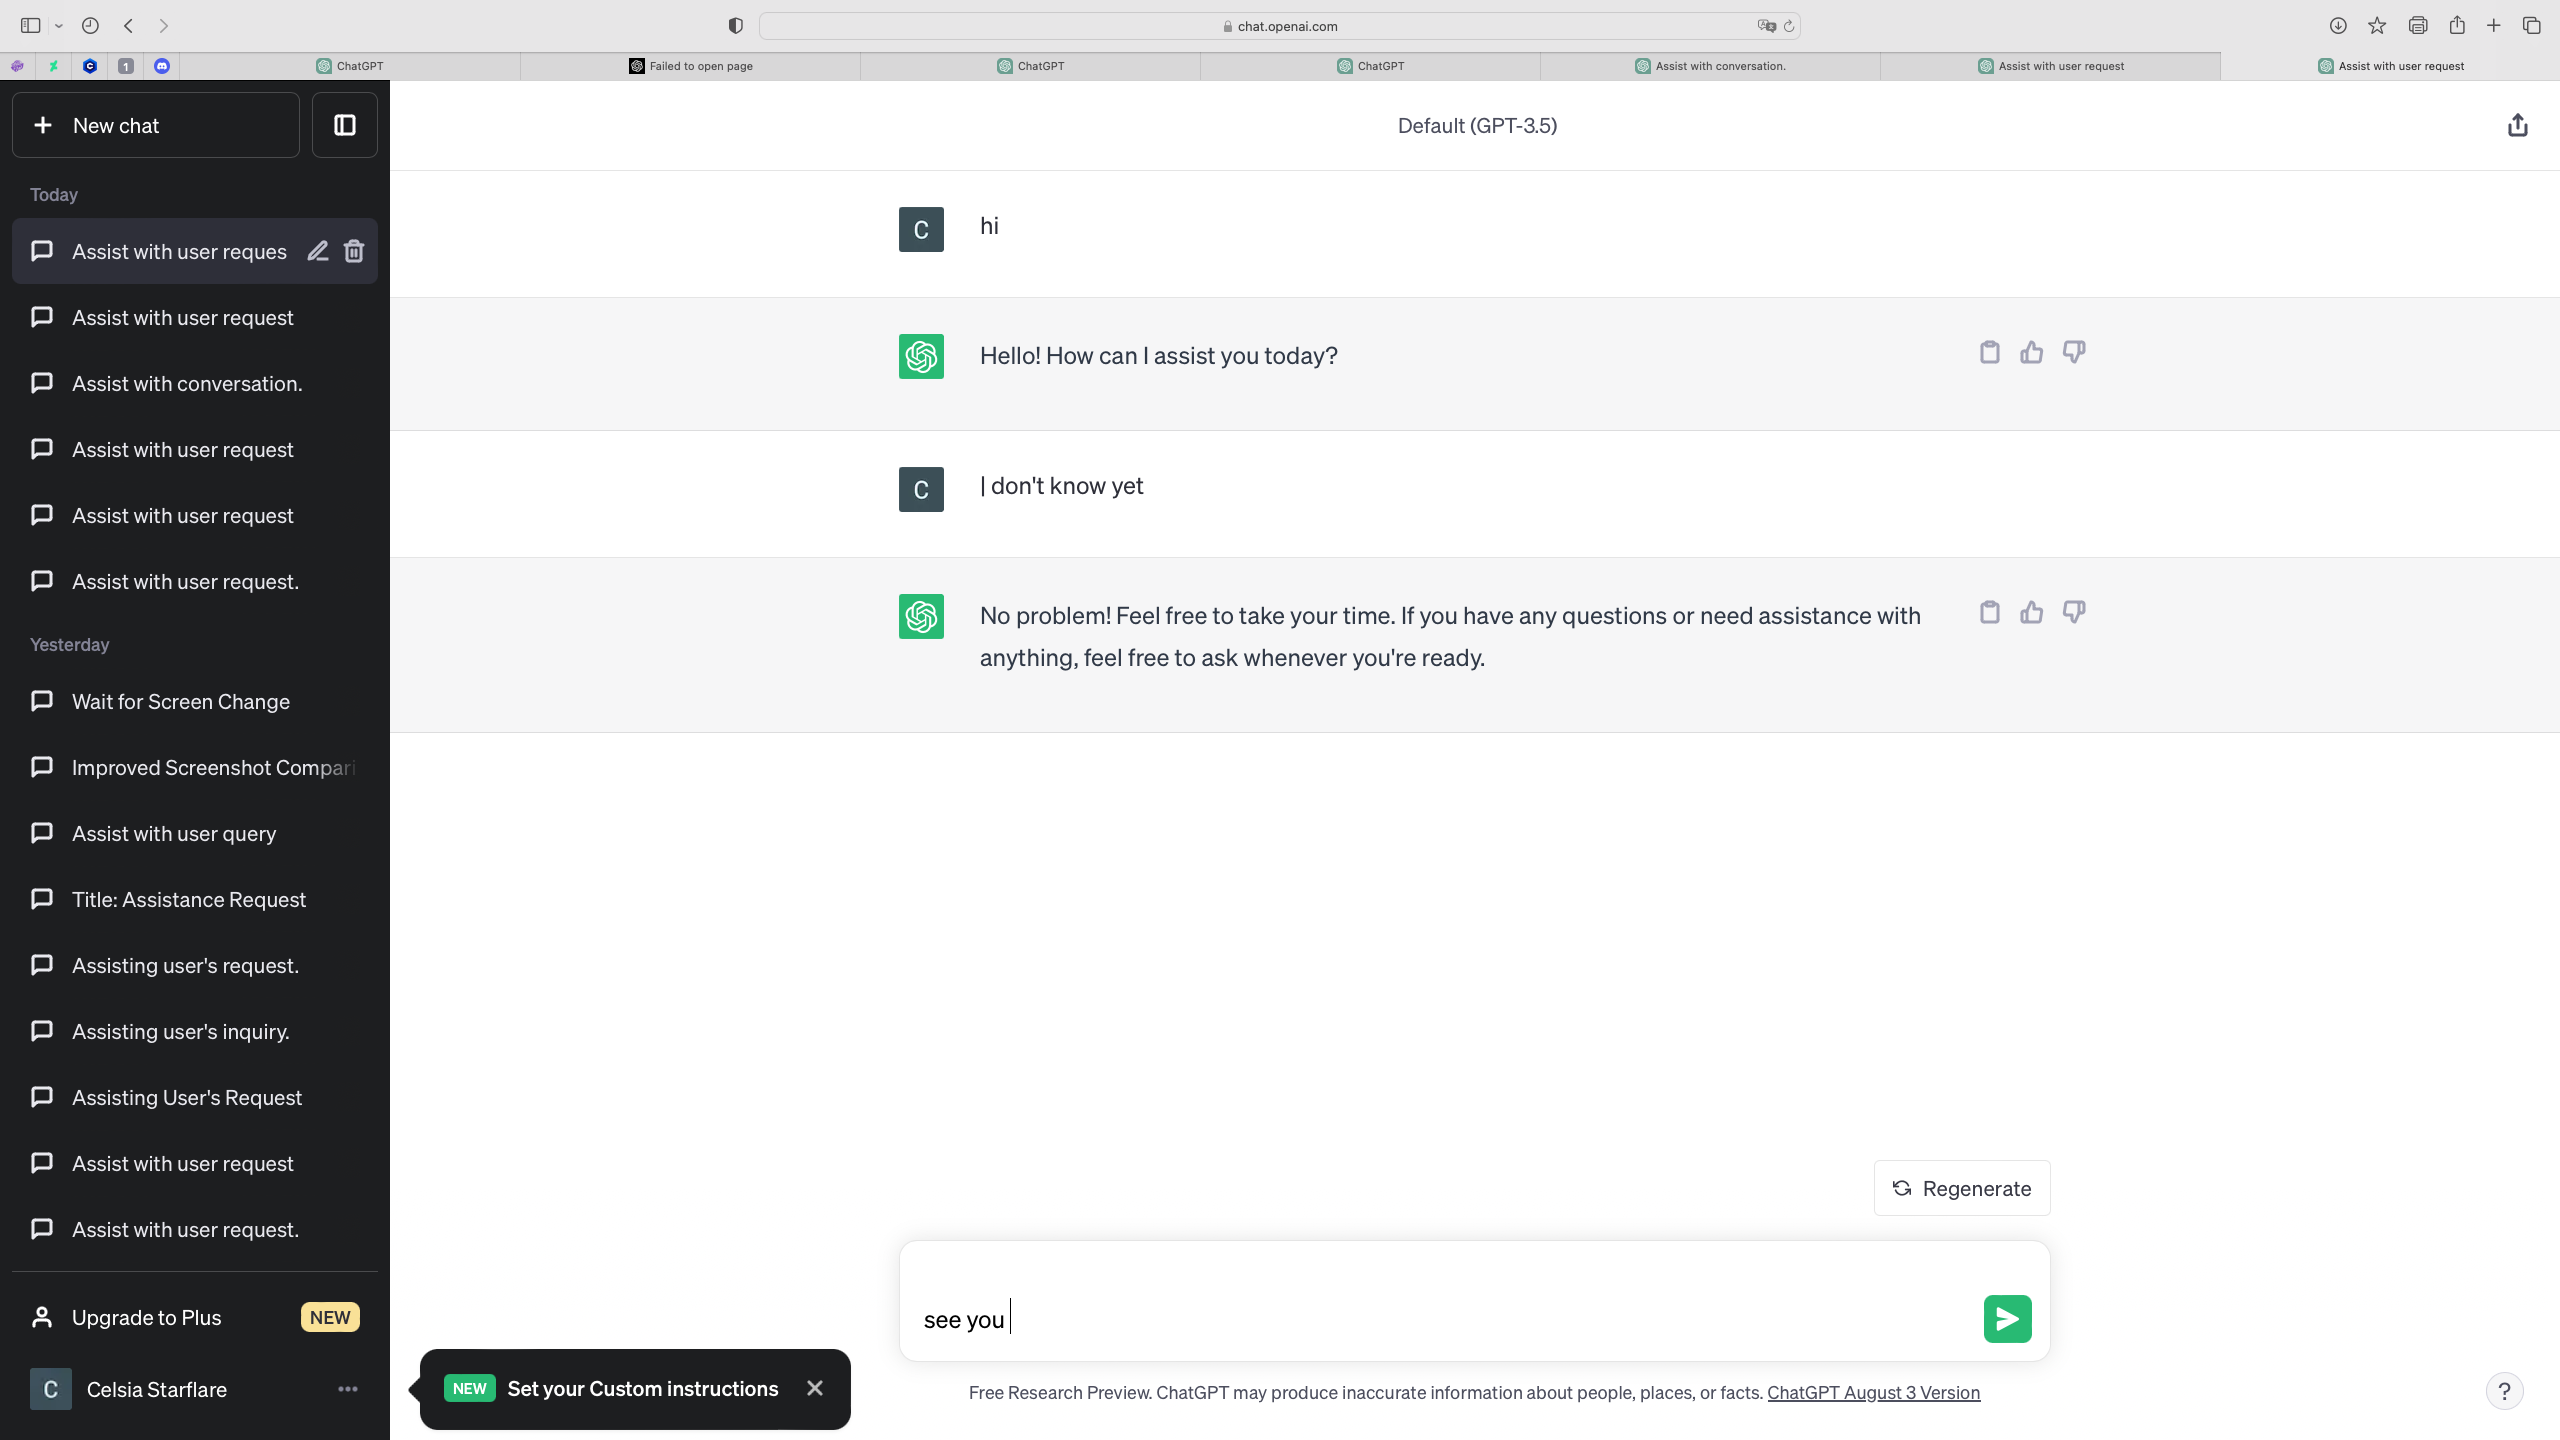 chat.openai.com
1
ChatGPT
Failed to open page
ChatGPT
ChatGPT
Assist with conversation.
Assist with user request
Assist with user request
New chat
Today
Assist with user reques
Assist with user request
Assist with conversation.
Assist with user request
Assist with user request
Assist with user request.
Yesterday
Wait for Screen Change
Improved Screenshot Compari
Assist with user query
Title: Assistance Request
Assisting user's request.
Assisting user's inquiry.
Assisting User's Request
Assist with user request
Assist with user request.
Upgrade to Plus NEW
C Celsia Starflare
Default (GPT-3.5)
C hi
Hello! How can I assist you today?
C | don't know yet
No problem! Feel free to take your time. If you have any questions or need assistance with
anything, feel free to ask whenever you're ready.
Regenerate
see you
NEW Set your Custom instructions
Free Research Preview. ChatGPT may produce inaccurate information about people, places, or facts. ChatGPT August 3 Version
?